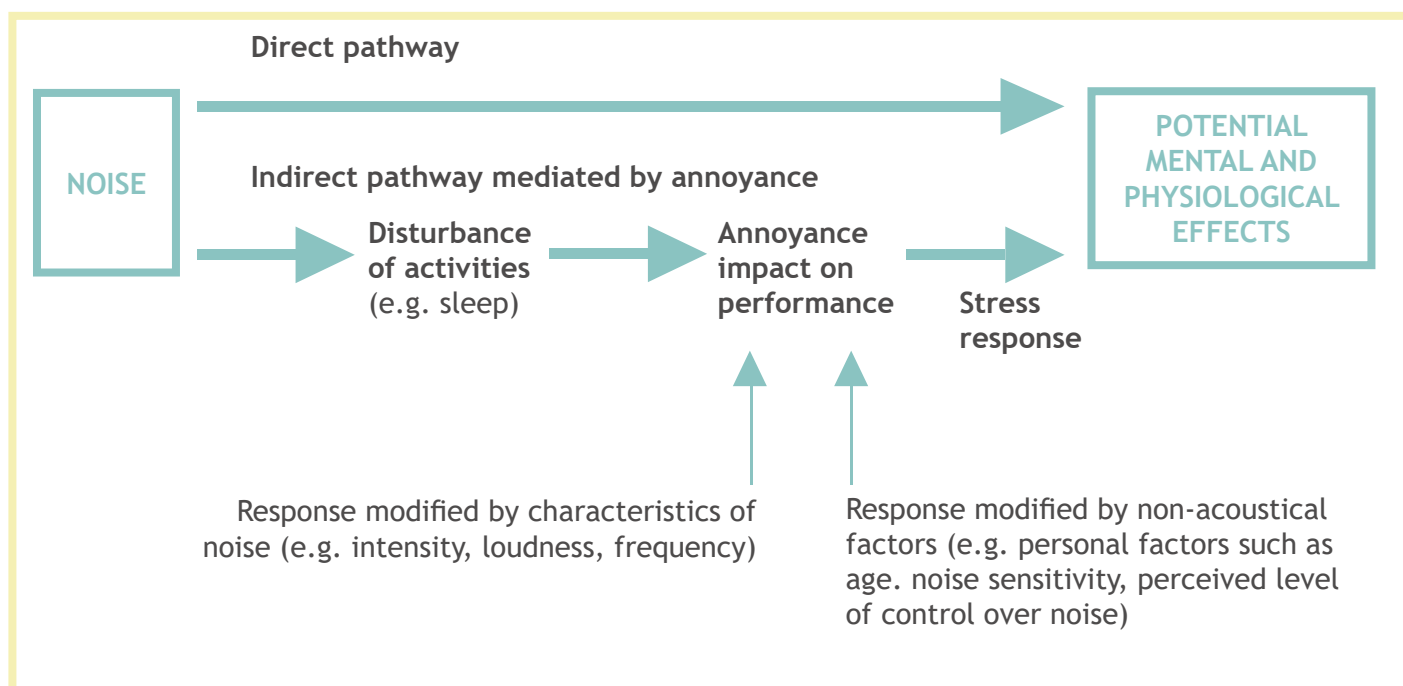 Direct pathway
NOISE
POTENTIAL
MENTAL AND
PHYSIOLOGICAL
EFFECTS
Indirect pathway mediated by annoyance
Disturbance
of activities
(e.g. sleep)
Annoyance
impact on
performance
Stress
response
Response modified by characteristics of
noise (e.g. intensity, loudness, frequency)
Response modified by non-acoustical
factors (e.g. personal factors such as
age. noise sensitivity, perceived level
of control over noise)